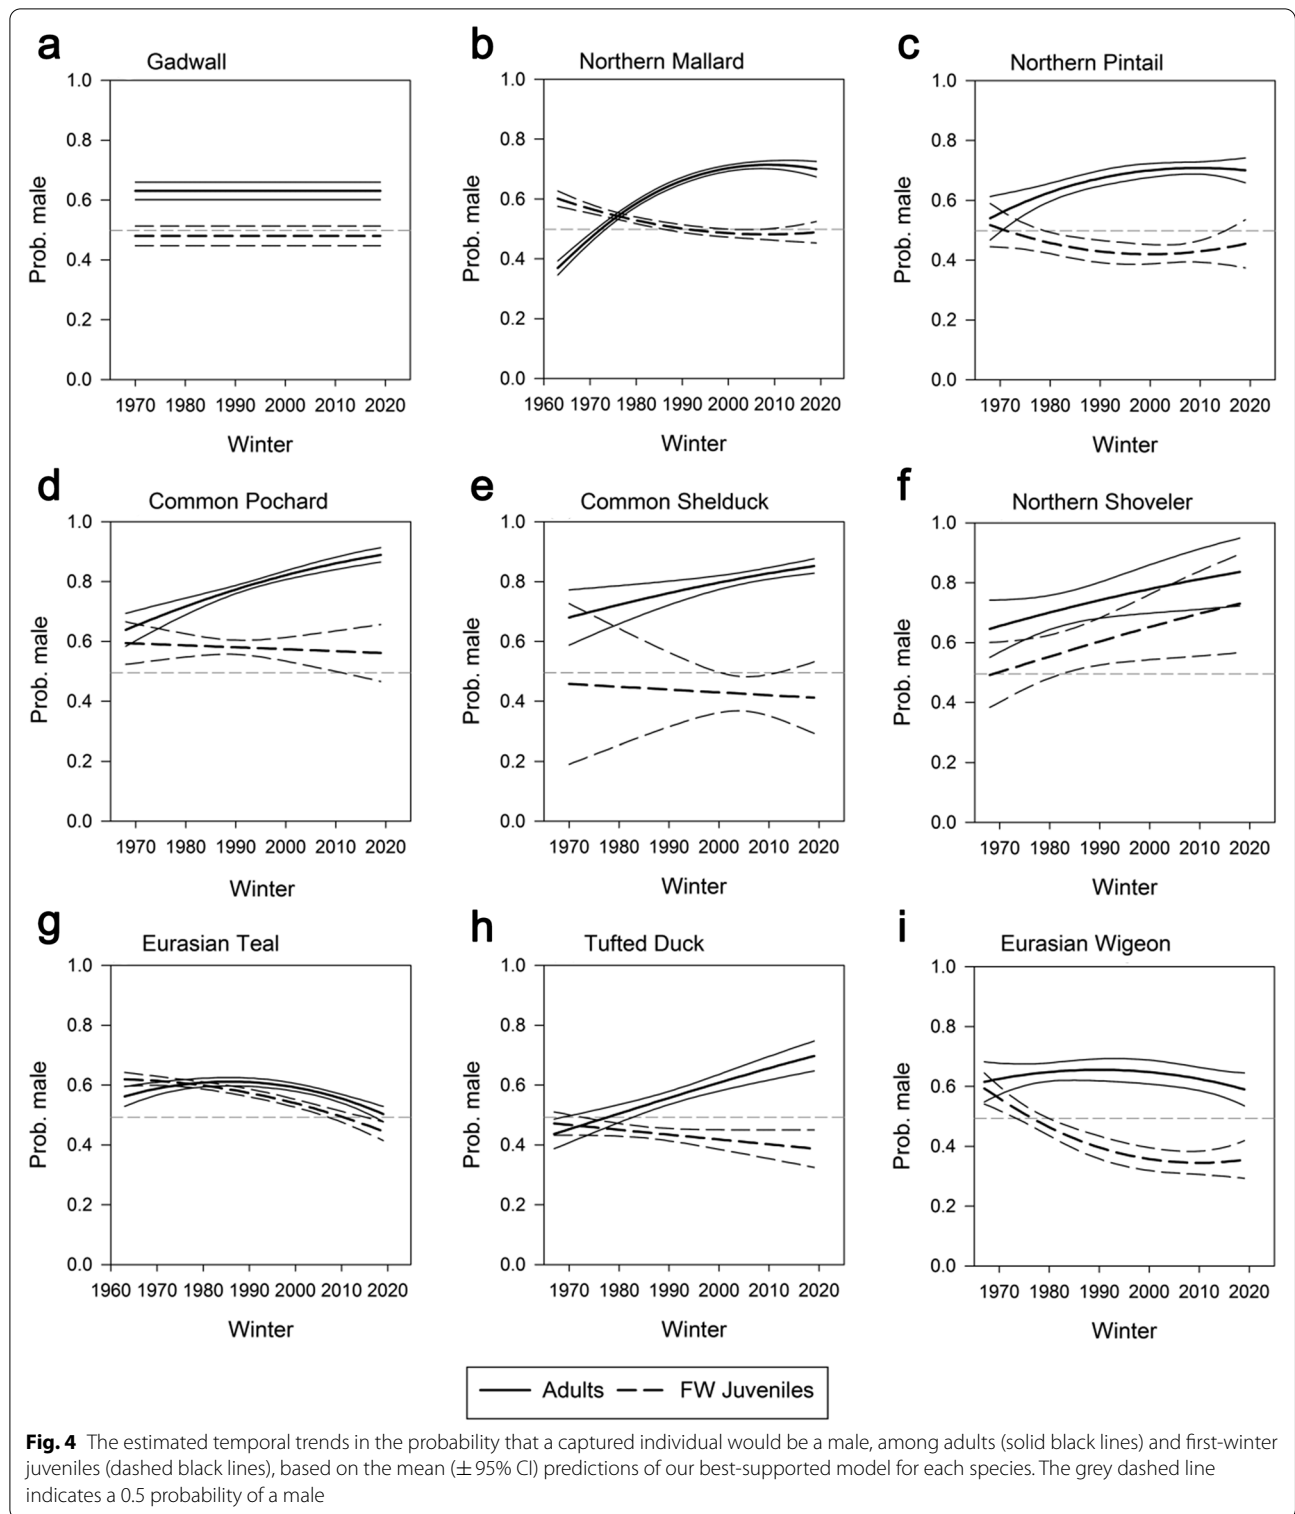 a
Gadwall
1.0
0.8
0.6
0.4
0.2
0.0
Prob. male
1970 1980 1990 2000 2010 2020
Winter
b
Northern Mallard
1.0
0.8
0.6
0.4
0.2
0.0
Prob. male
1960 1970 1980 1990 2000 2010 2020
Winter
c
Northern Pintail
1.0
0.8
0.6
0.4
0.2
0.0
Prob. male
1970 1980 1990 2000 2010 2020
Winter
d
Common Pochard
1.0
0.8
0.6
0.4
0.2
0.0
Prob. male
1970 1980 1990 2000 2010 2020
Winter
e
Common Shelduck
1.0
0.8
0.6
0.4
0.2
0.0
Prob. male
1970 1980 1990 2000 2010 2020
Winter
f
Northern Shoveler
1.0
0.8
0.6
0.4
0.2
0.0
Prob. male
1970 1980 1990 2000 2010 2020
Winter
g
Eurasian Teal
1.0
0.8
0.6
0.4
0.2
0.0
Prob. male
1960 1970 1980 1990 2000 2010 2020
Winter
h
Tufted Duck
1.0
0.8
0.6
0.4
0.2
0.0
Prob. male
1970 1980 1990 2000 2010 2020
Winter
i
Eurasian Wigeon
1.0
0.8
0.6
0.4
0.2
0.0
Prob. male
1970 1980 1990 2000 2010 2020
Winter
Adults FW Juveniles
Fig. 4 The estimated temporal trends in the probability that a captured individual would be a male, among adults (solid black lines) and first-winter
juveniles (dashed black lines), based on the mean (± 95% CI) predictions of our best-supported model for each species. The grey dashed line
indicates a 0.5 probability of a male